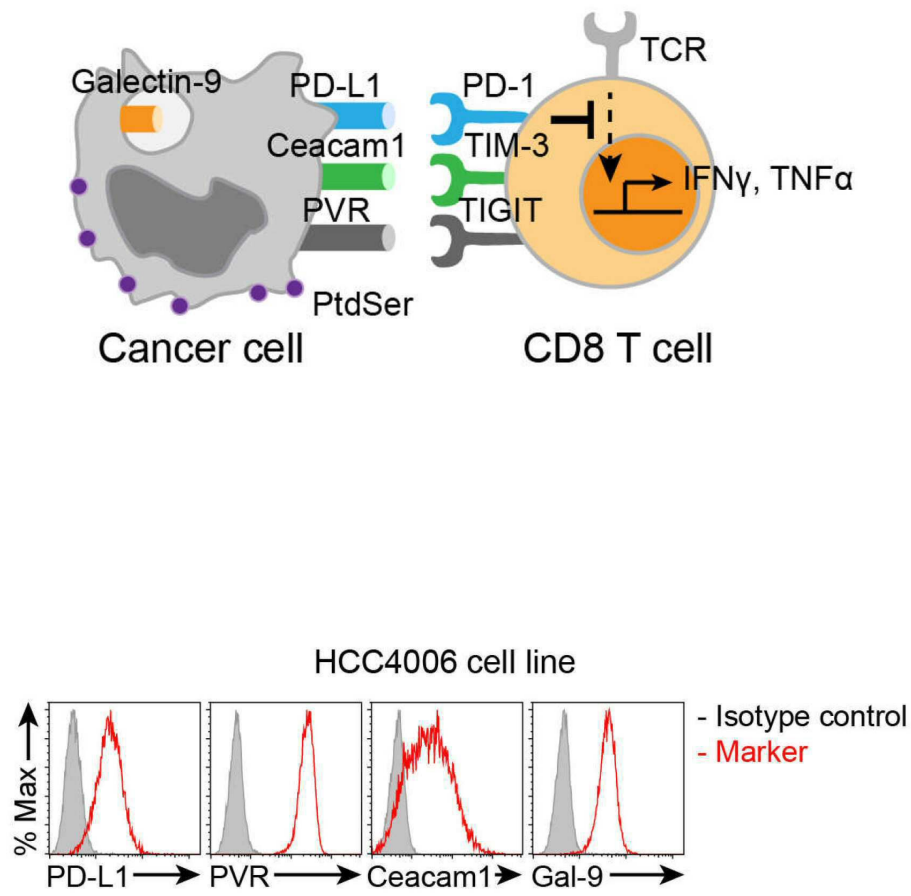 TCR
Galectin-9
PD-L1
PD-1
Ceacam1
TIM-3
IFNγ, TNFα
PVR
TIGIT
PtdSer
Cancer cell
CD8 T cell
HCC4006 cell line
% Max
- Isotype control
- Marker
PD-L1
PVR
Ceacam1
Gal-9